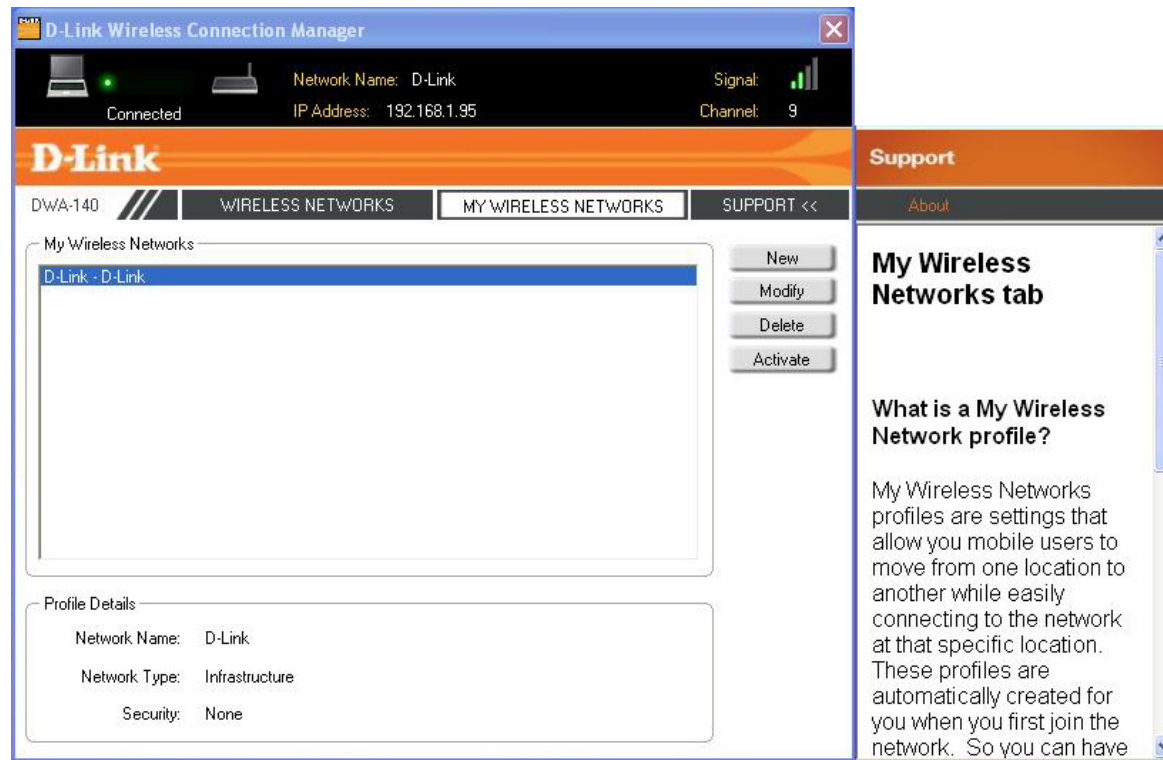 D-Link Wireless Connection Manager
Network Name: D-Link
Signal:
Connected
IP Address: 192.168.1.95
Channel: 9
D-Link
DWA-140
WIRELESS NETWORKS
MY WIRELESS NETWORKS
SUPPORT <<
My Wireless Networks
D-Link - D-Link
New
Modify
Delete
Activate
Profile Details
Network Name: D-Link
Network Type: Infrastructure
Security: None
Support
About
My Wireless
Networks tab
What is a My Wireless
Network profile?
My Wireless Networks
profiles are settings that
allow you mobile users to
move from one location to
another while easily
connecting to the network
at that specific location.
These profiles are
automatically created for
you when you first join the
network. So you can have